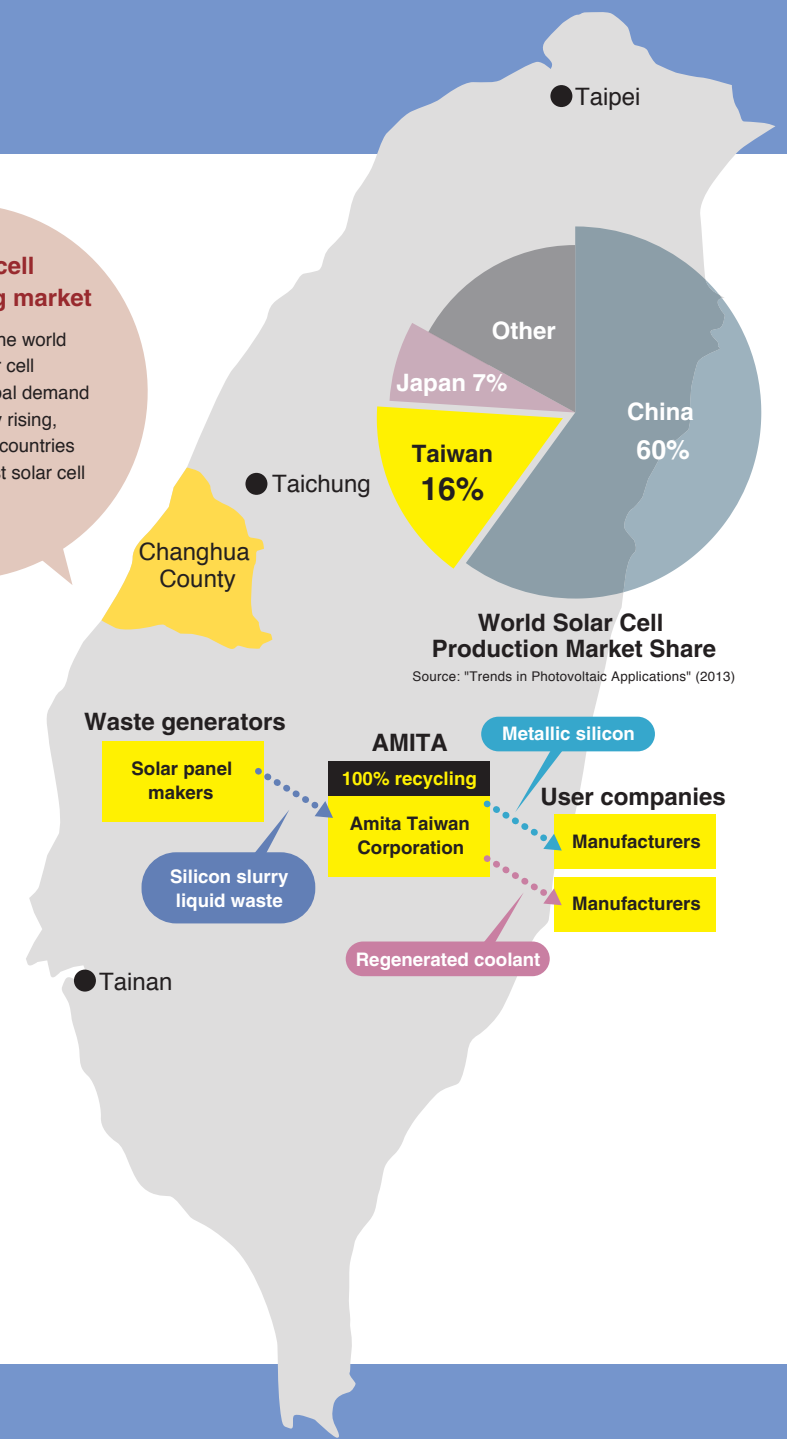 Taipei
cell
g market
he world
r cell
bal demand
y rising,
countries
st solar cell
Other
Japan 7%
China
60%
Taiwan
16%
Taichung
Changhua
County
World Solar Cell
Production Market Share
Source: "Trends in Photovoltaic Applications" (2013)
Waste generators
Solar panel
makers
Silicon slurry
liquid waste
AMITA
100% recycling
Amita Taiwan
Corporation
Metallic silicon
User companies
Manufacturers
Manufacturers
Regenerated coolant
Tainan